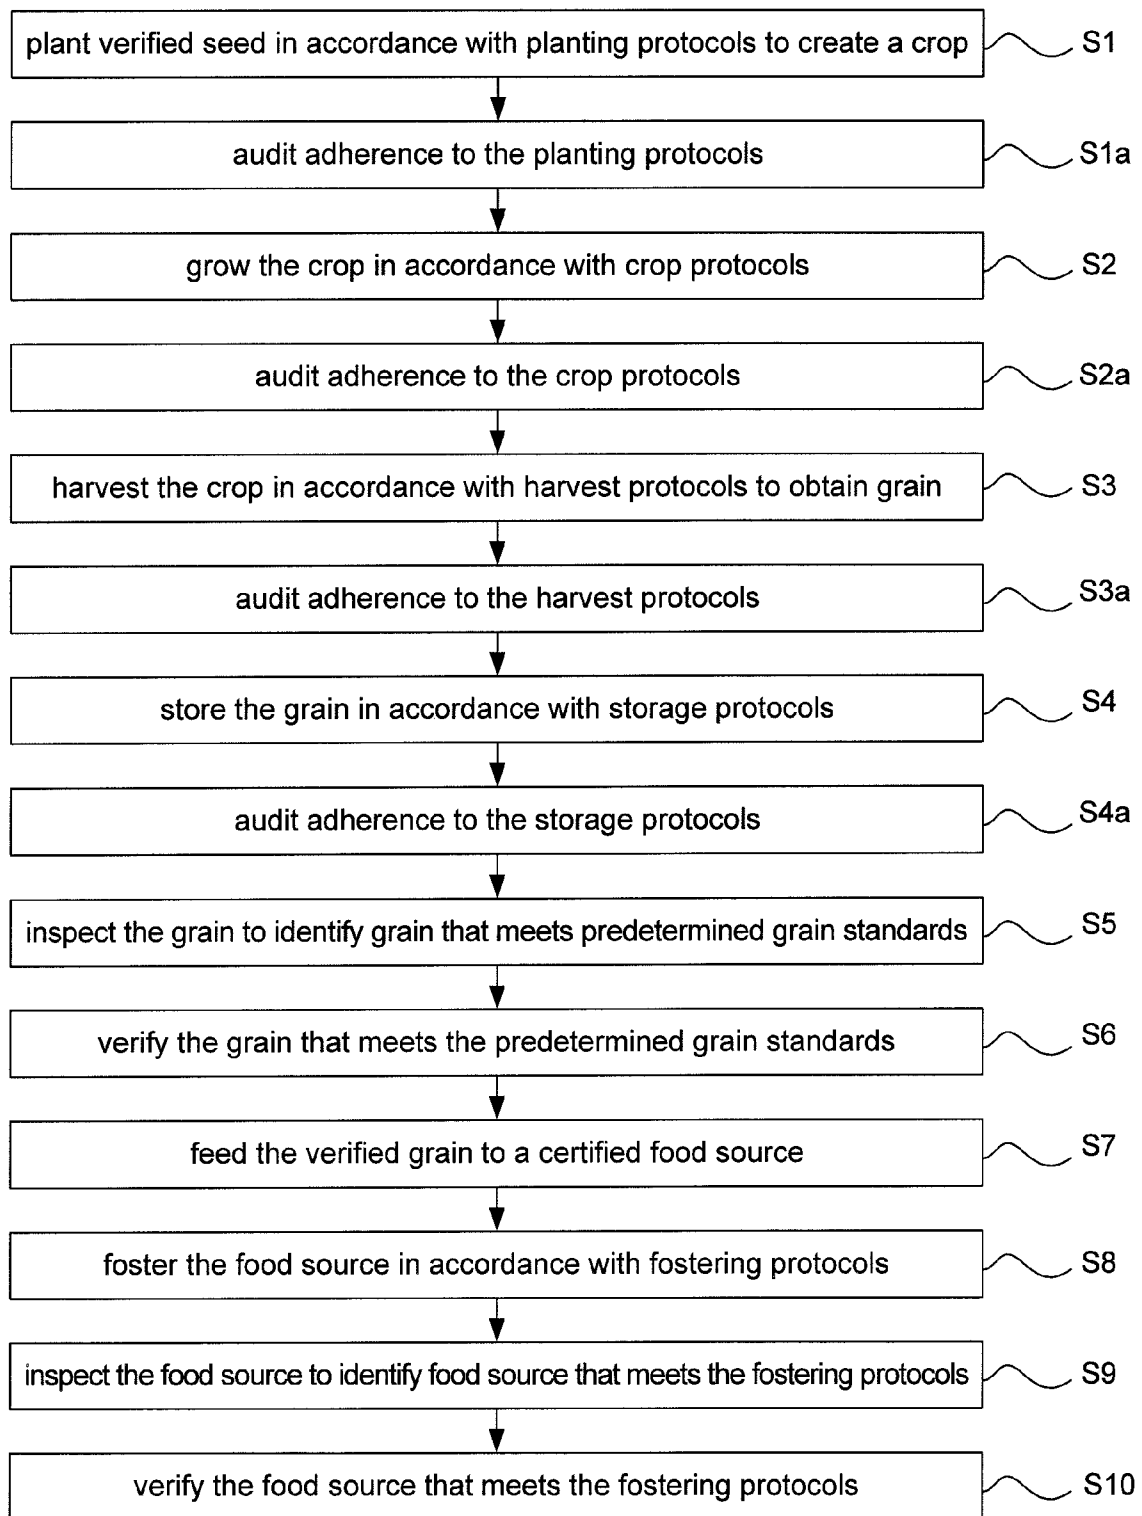 plant verified seed in accordance with planting protocols to create a crop S1
audit adherence to the planting protocols S1a
grow the crop in accordance with crop protocols S2
audit adherence to the crop protocols S2a
harvest the crop in accordance with harvest protocols to obtain grain S3
audit adherence to the harvest protocols S3a
store the grain in accordance with storage protocols S4
audit adherence to the storage protocols S4a
inspect the grain to identify grain that meets predetermined grain standards S5
verify the grain that meets the predetermined grain standards S6
feed the verified grain to a certified food source S7
foster the food source in accordance with fostering protocols S8
inspect the food source to identify food source that meets the fostering protocols S9
verify the food source that meets the fostering protocols S10